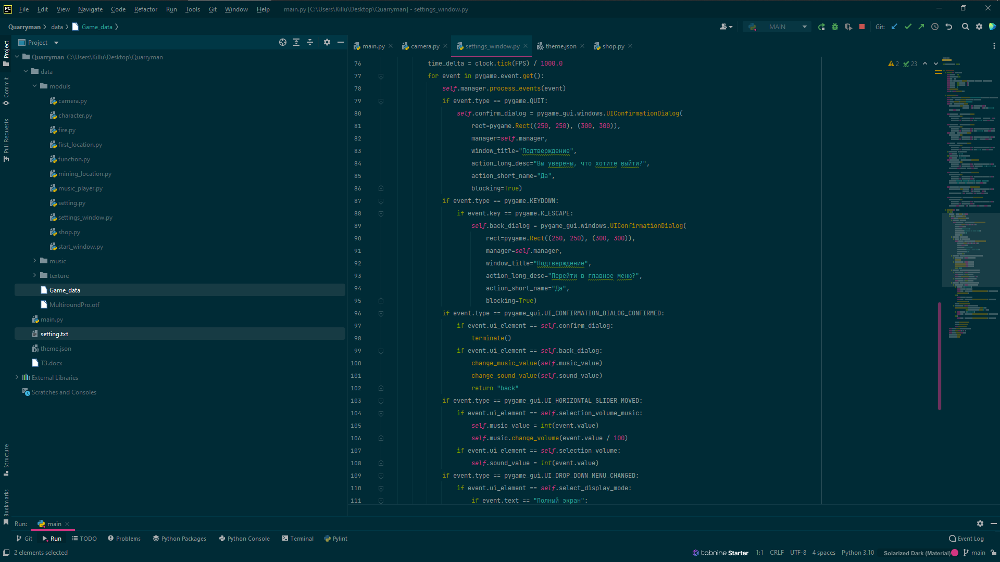 File Edit View Navigate Code Refactor Run Tools Git Window Help main.py [C:\Users\Killu\Desktop\Quarryman] - settings_window.py
Quarryman data Game_data
MAIN Git:
Project
main.py camera.py settings_window.py theme.json shop.py
Project
Commit
Pull Requests
Structure
Bookmarks
Quarryman C:\Users\Killu\Desktop\Quarryman
data
moduls
camera.py
character.py
fire.py
first_location.py
function.py
mining_location.py
music_player.py
setting.py
settings_window.py
shop.py
start_window.py
music
texture
Game_data
MultiroundPro.otf
main.py
setting.txt
theme.json
T3.docx
External Libraries
Scratches and Consoles
2 23
76 time_delta = clock.tick(FPS) / 1000.0
77 for event in pygame.event.get():
78 self.manager.process_events(event)
79 if event.type == pygame.QUIT:
80 self.confirm_dialog = pygame_gui.windows.UIConfirmationDialog(
81 rect=pygame.Rect((250, 250), (300, 300)),
82 manager=self.manager,
83 window_title="Подтверждение",
84 action_long_desc="Вы уверены, что хотите выйти?",
85 action_short_name="Да",
86 blocking=True)
87 if event.type == pygame.KEYDOWN:
88 if event.key == pygame.K_ESCAPE:
89 self.back_dialog = pygame_gui.windows.UIConfirmationDialog(
90 rect=pygame.Rect((250, 250), (300, 300)),
91 manager=self.manager,
92 window_title="Подтверждение",
93 action_long_desc="Перейти в главное меню?",
94 action_short_name="Да",
95 blocking=True)
96 if event.type == pygame_gui.UI_CONFIRMATION_DIALOG_CONFIRMED:
97 if event.ui_element == self.confirm_dialog:
98 terminate()
99 if event.ui_element == self.back_dialog:
100 change_music_value(self.music_value)
101 change_sound_value(self.sound_value)
102 return "back"
103 if event.type == pygame_gui.UI_HORIZONTAL_SLIDER_MOVED:
104 if event.ui_element == self.selection_volume_music:
105 self.music_value = int(event.value)
106 self.music.change_volume(event.value / 100)
107 if event.ui_element == self.selection_volume:
108 self.sound_value = int(event.value)
109 if event.type == pygame_gui.UI_DROP_DOWN_MENU_CHANGED:
110 if event.ui_element == self.select_display_mode:
111 if event.text == "Полный экран":
Run: main
Git Run TODO Problems Python Packages Python Console Terminal Pylint Event Log
2 elements selected tabnine Starter 1:1 CRLF UTF-8 4 spaces Python 3.10 Solarized Dark (Material) main